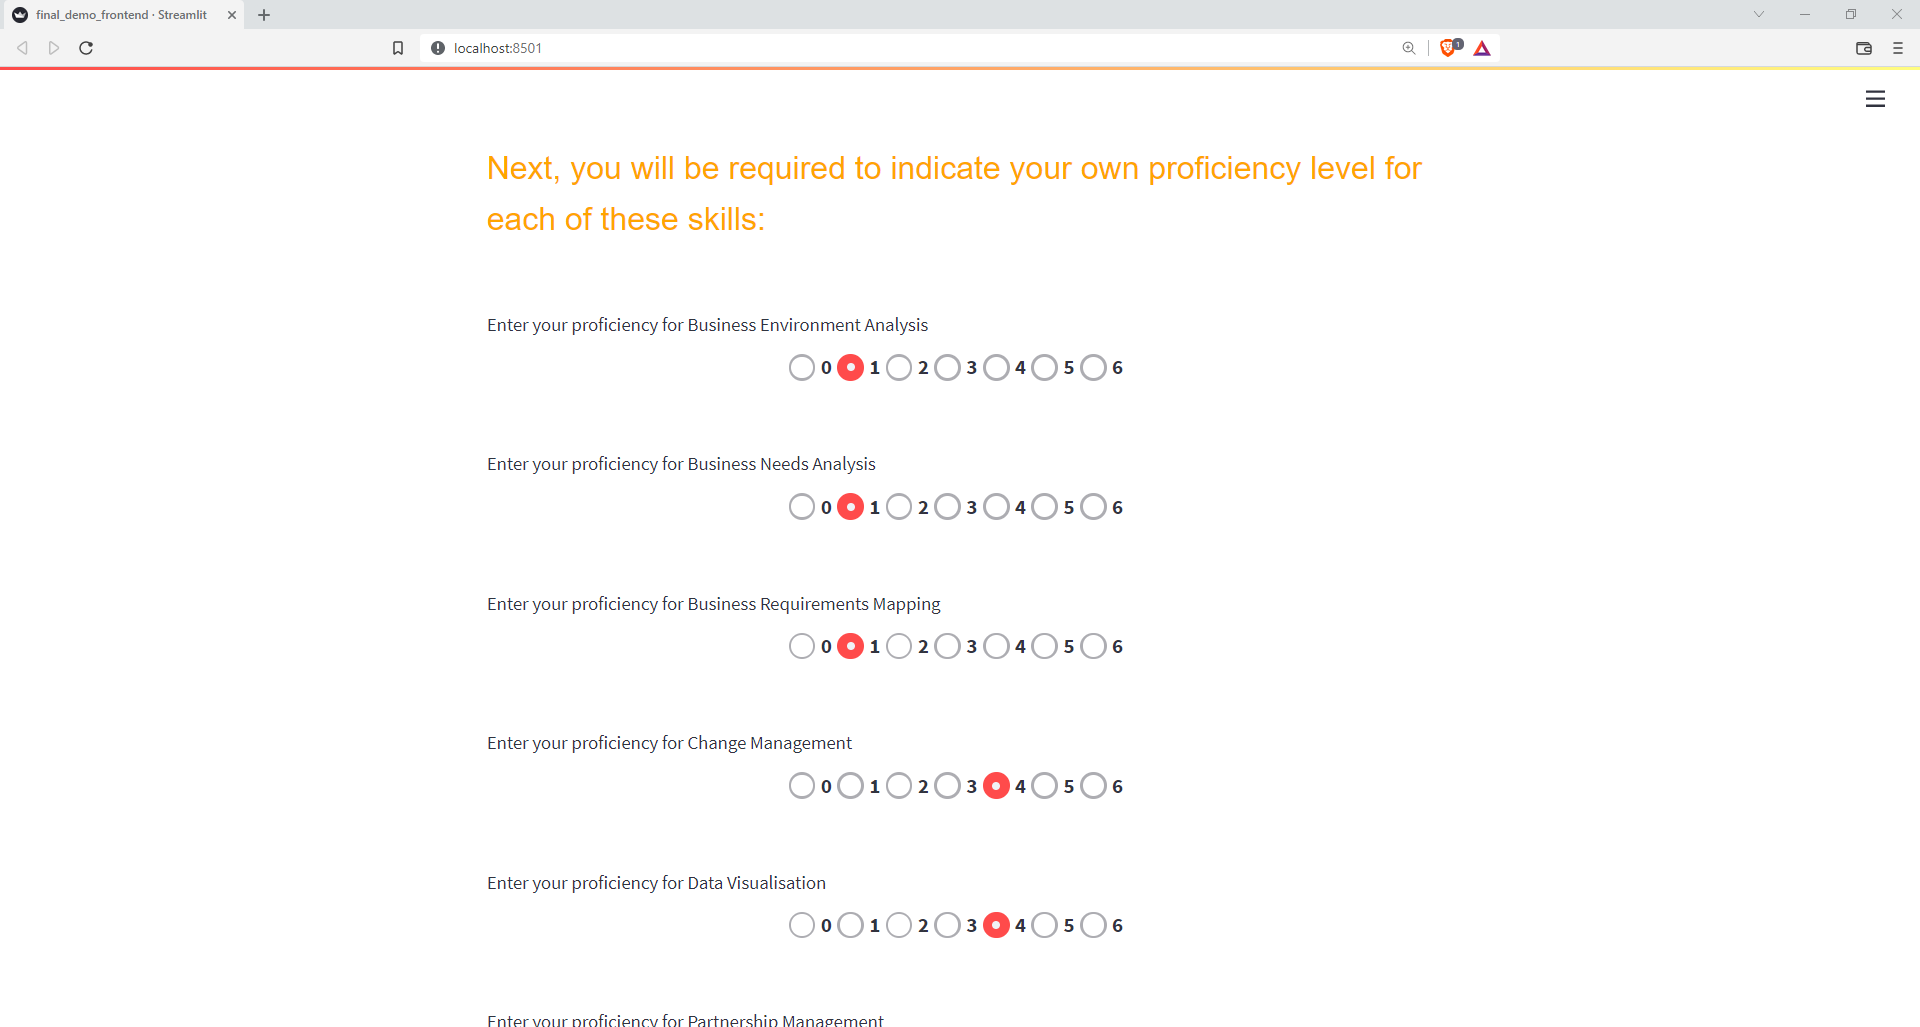 final_demo_frontend · Streamlit
localhost:8501
1
Next, you will be required to indicate your own proficiency level for
each of these skills:
Enter your proficiency for Business Environment Analysis
0 1 2 3 4 5 6
Enter your proficiency for Business Needs Analysis
0 1 2 3 4 5 6
Enter your proficiency for Business Requirements Mapping
0 1 2 3 4 5 6
Enter your proficiency for Change Management
0 1 2 3 4 5 6
Enter your proficiency for Data Visualisation
0 1 2 3 4 5 6
Enter your proficiency for Partnership Management